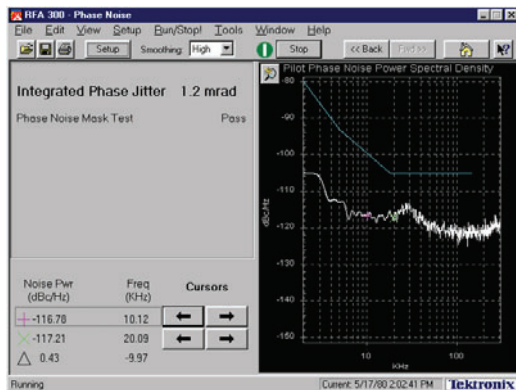 RFA 300 - Phase Noise
File Edit View Setup Run/Stop! Tools Window Help
Setup Smoothing: High Stop << Back Fwd >>
Integrated Phase Jitter 1.2 mrad
Phase Noise Mask Test Pass
Noise Pwr (dBc/Hz) Freq (KHz) Cursors
-116.78 10.12
-117.21 20.09
0.43 -9.97
Pilot Phase Noise Power Spectral Density
-80
-90
-100
-110
dBc/Hz
-120
-130
-140
-150
10 100
KHz
Running Current: 5/17/80 2:02:41 PM Tektronix